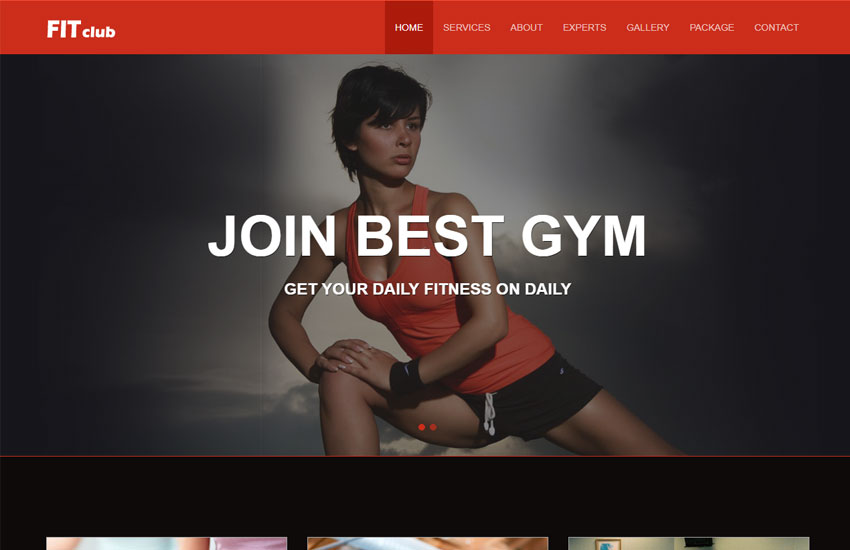 FIT club
HOME SERVICES ABOUT EXPERTS GALLERY PACKAGE CONTACT
JOIN BEST GYM
GET YOUR DAILY FITNESS ON DAILY